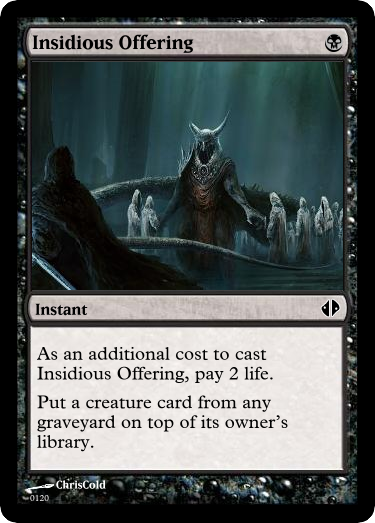 Insidious Offering
Instant
As an additional cost to cast
Insidious Offering, pay 2 life.
Put a creature card from any
graveyard on top of its owner's
library.
ChrisCold
0120